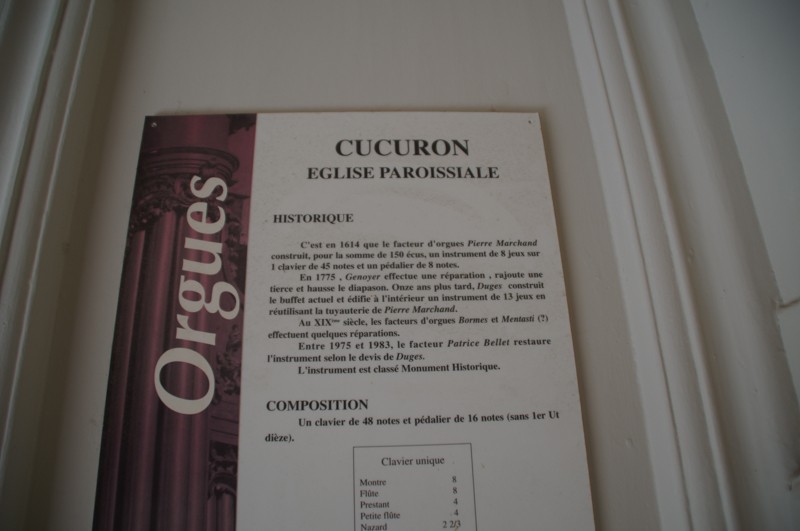 Orgues
CUCURON
EGLISE PAROISSIALE
HISTORIQUE
C'est en 1614 que le facteur d'orgues Pierre Marchand
construit, pour la somme de 150 écus, un instrument de 8 jeux sur
1 clavier de 45 notes et un pédalier de 8 notes.
En 1775 , Genoyer effectue une réparation , rajoute une
tierce et hausse le diapason. Onze ans plus tard, Duges construit
le buffet actuel et édifie à l'intérieur un instrument de 13 jeux en
réutilisant la tuyauterie de Pierre Marchand.
Au XIXème siècle, les facteurs d'orgues Bormes et Mentasti (?)
effectuent quelques réparations.
Entre 1975 et 1983, le facteur Patrice Bellet restaure
l'instrument selon le devis de Duges.
L'instrument est classé Monument Historique.
COMPOSITION
Un clavier de 48 notes et pédalier de 16 notes (sans 1er Ut
dièze).
Clavier unique
Montre 8
Flûte 8
Prestant 4
Petite flûte 4
Nazard 2 2/3